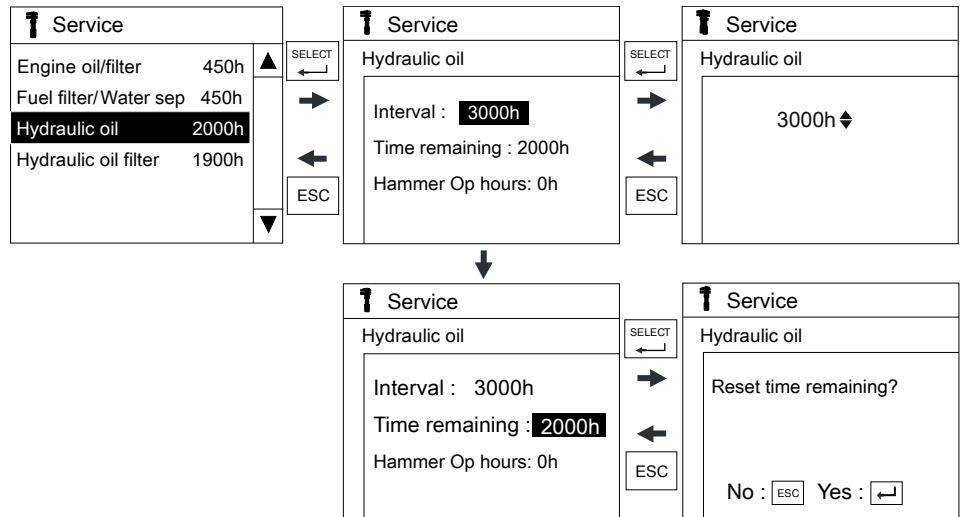 Service
Engine oil/filter 450h
Fuel filter/Water sep 450h
Hydraulic oil 2000h
Hydraulic oil filter 1900h
SELECT
ESC
Service
Hydraulic oil
Interval : 3000h
Time remaining : 2000h
Hammer Op hours: 0h
SELECT
ESC
Service
Hydraulic oil
3000h
Service
Hydraulic oil
Interval : 3000h
Time remaining : 2000h
Hammer Op hours: 0h
SELECT
ESC
Service
Hydraulic oil
Reset time remaining?
No : ESC Yes :